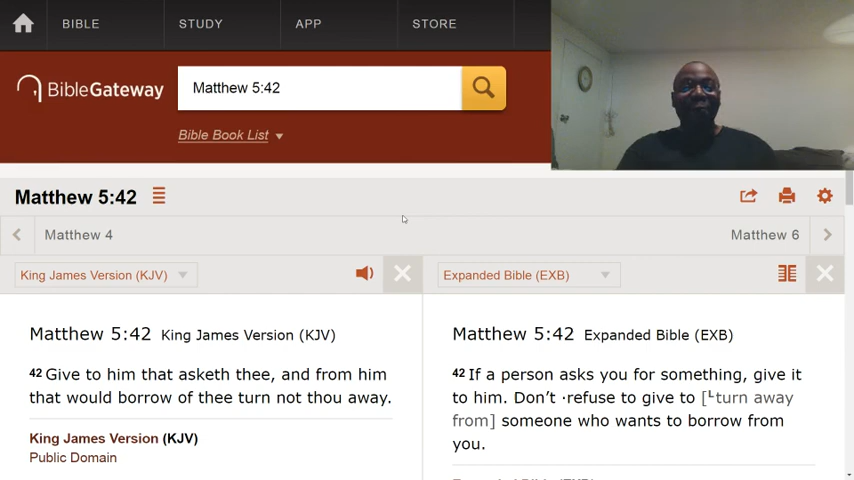 BIBLE STUDY APP STORE
BibleGateway Matthew 5:42
Bible Book List
Matthew 5:42
Matthew 4 Matthew 6
King James Version (KJV) Expanded Bible (EXB)
Matthew 5:42 King James Version (KJV)
42 Give to him that asketh thee, and from him
that would borrow of thee turn not thou away.
King James Version (KJV)
Public Domain
Matthew 5:42 Expanded Bible (EXB)
42 If a person asks you for something, give it
to him. Don’t ·refuse to give to [ᴸturn away
from] someone who wants to borrow from
you.